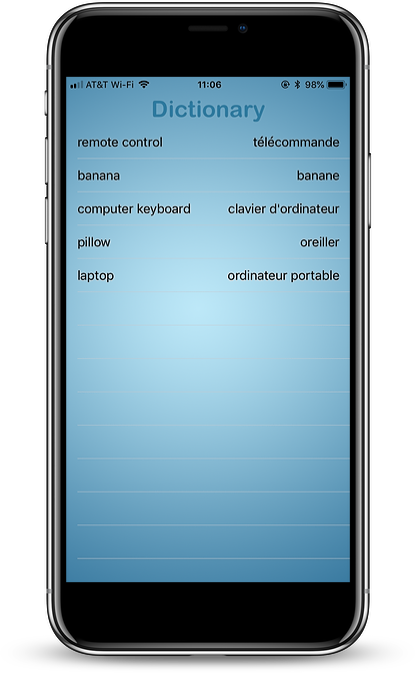 AT&T Wi-Fi 11:06 98%
Dictionary
remote control télécommande
banana banane
computer keyboard clavier d'ordinateur
pillow oreiller
laptop ordinateur portable